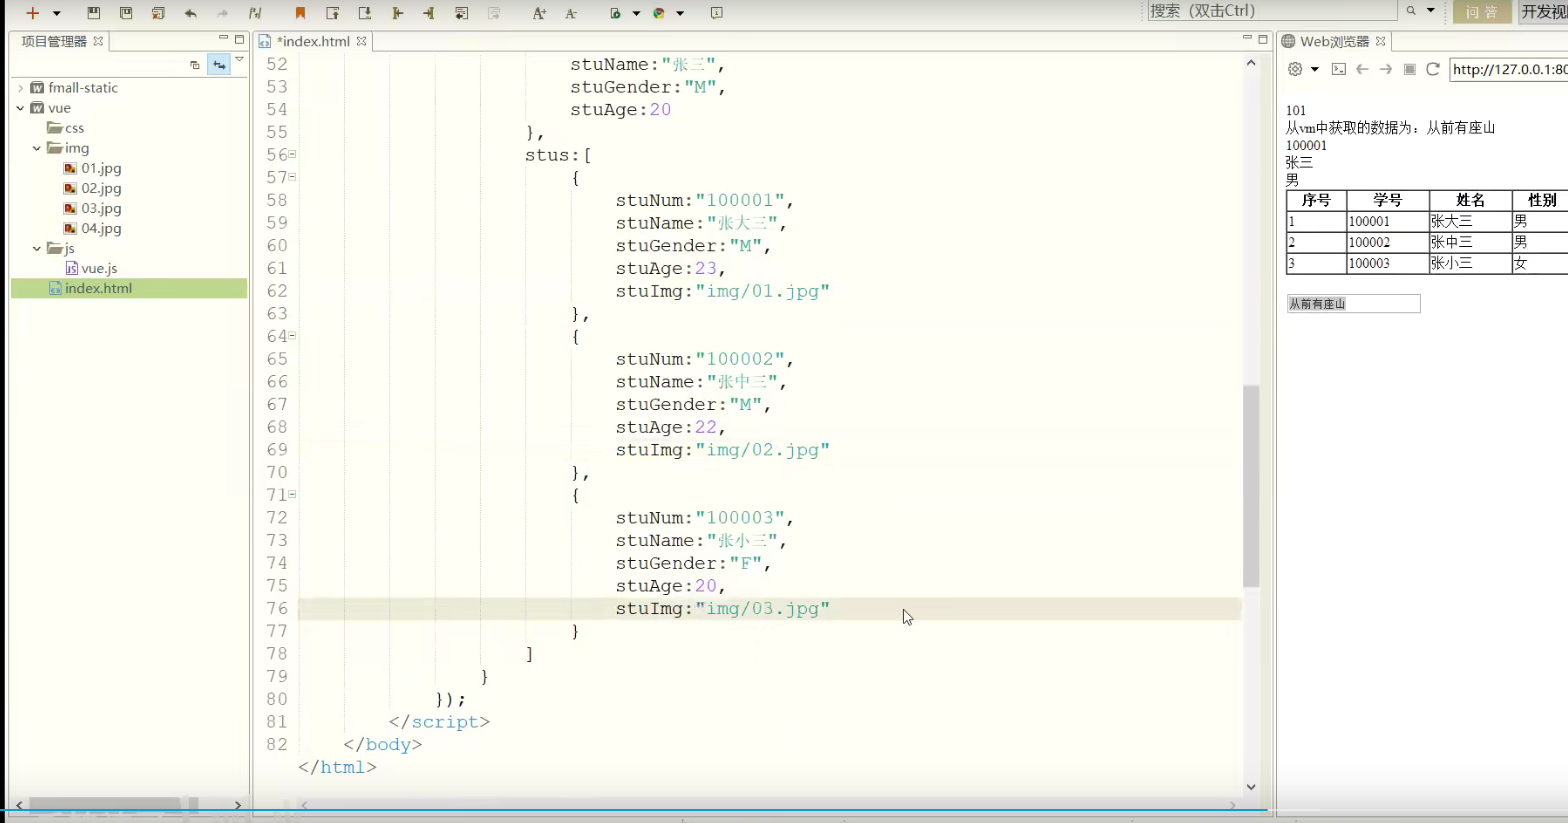 搜索（双击Ctrl）
问 答
开发视
项目管理器
*index.html
Web浏览器
http://127.0.0.1:80
fmall-static
vue
css
img
01.jpg
02.jpg
03.jpg
04.jpg
js
vue.js
index.html
52 stuName:"张三",
53 stuGender:"M",
54 stuAge:20
55 },
56 stus:[
57 {
58 stuNum:"100001",
59 stuName:"张大三",
60 stuGender:"M",
61 stuAge:23,
62 stuImg:"img/01.jpg"
63 },
64 {
65 stuNum:"100002",
66 stuName:"张中三",
67 stuGender:"M",
68 stuAge:22,
69 stuImg:"img/02.jpg"
70 },
71 {
72 stuNum:"100003",
73 stuName:"张小三",
74 stuGender:"F",
75 stuAge:20,
76 stuImg:"img/03.jpg"
77 }
78 ]
79 }
80 });
81 </script>
82 </body>
</html>
101
从vm中获取的数据为：从前有座山
100001
张三
男
序号 学号 姓名 性别
1 100001 张大三 男
2 100002 张中三 男
3 100003 张小三 女
从前有座山